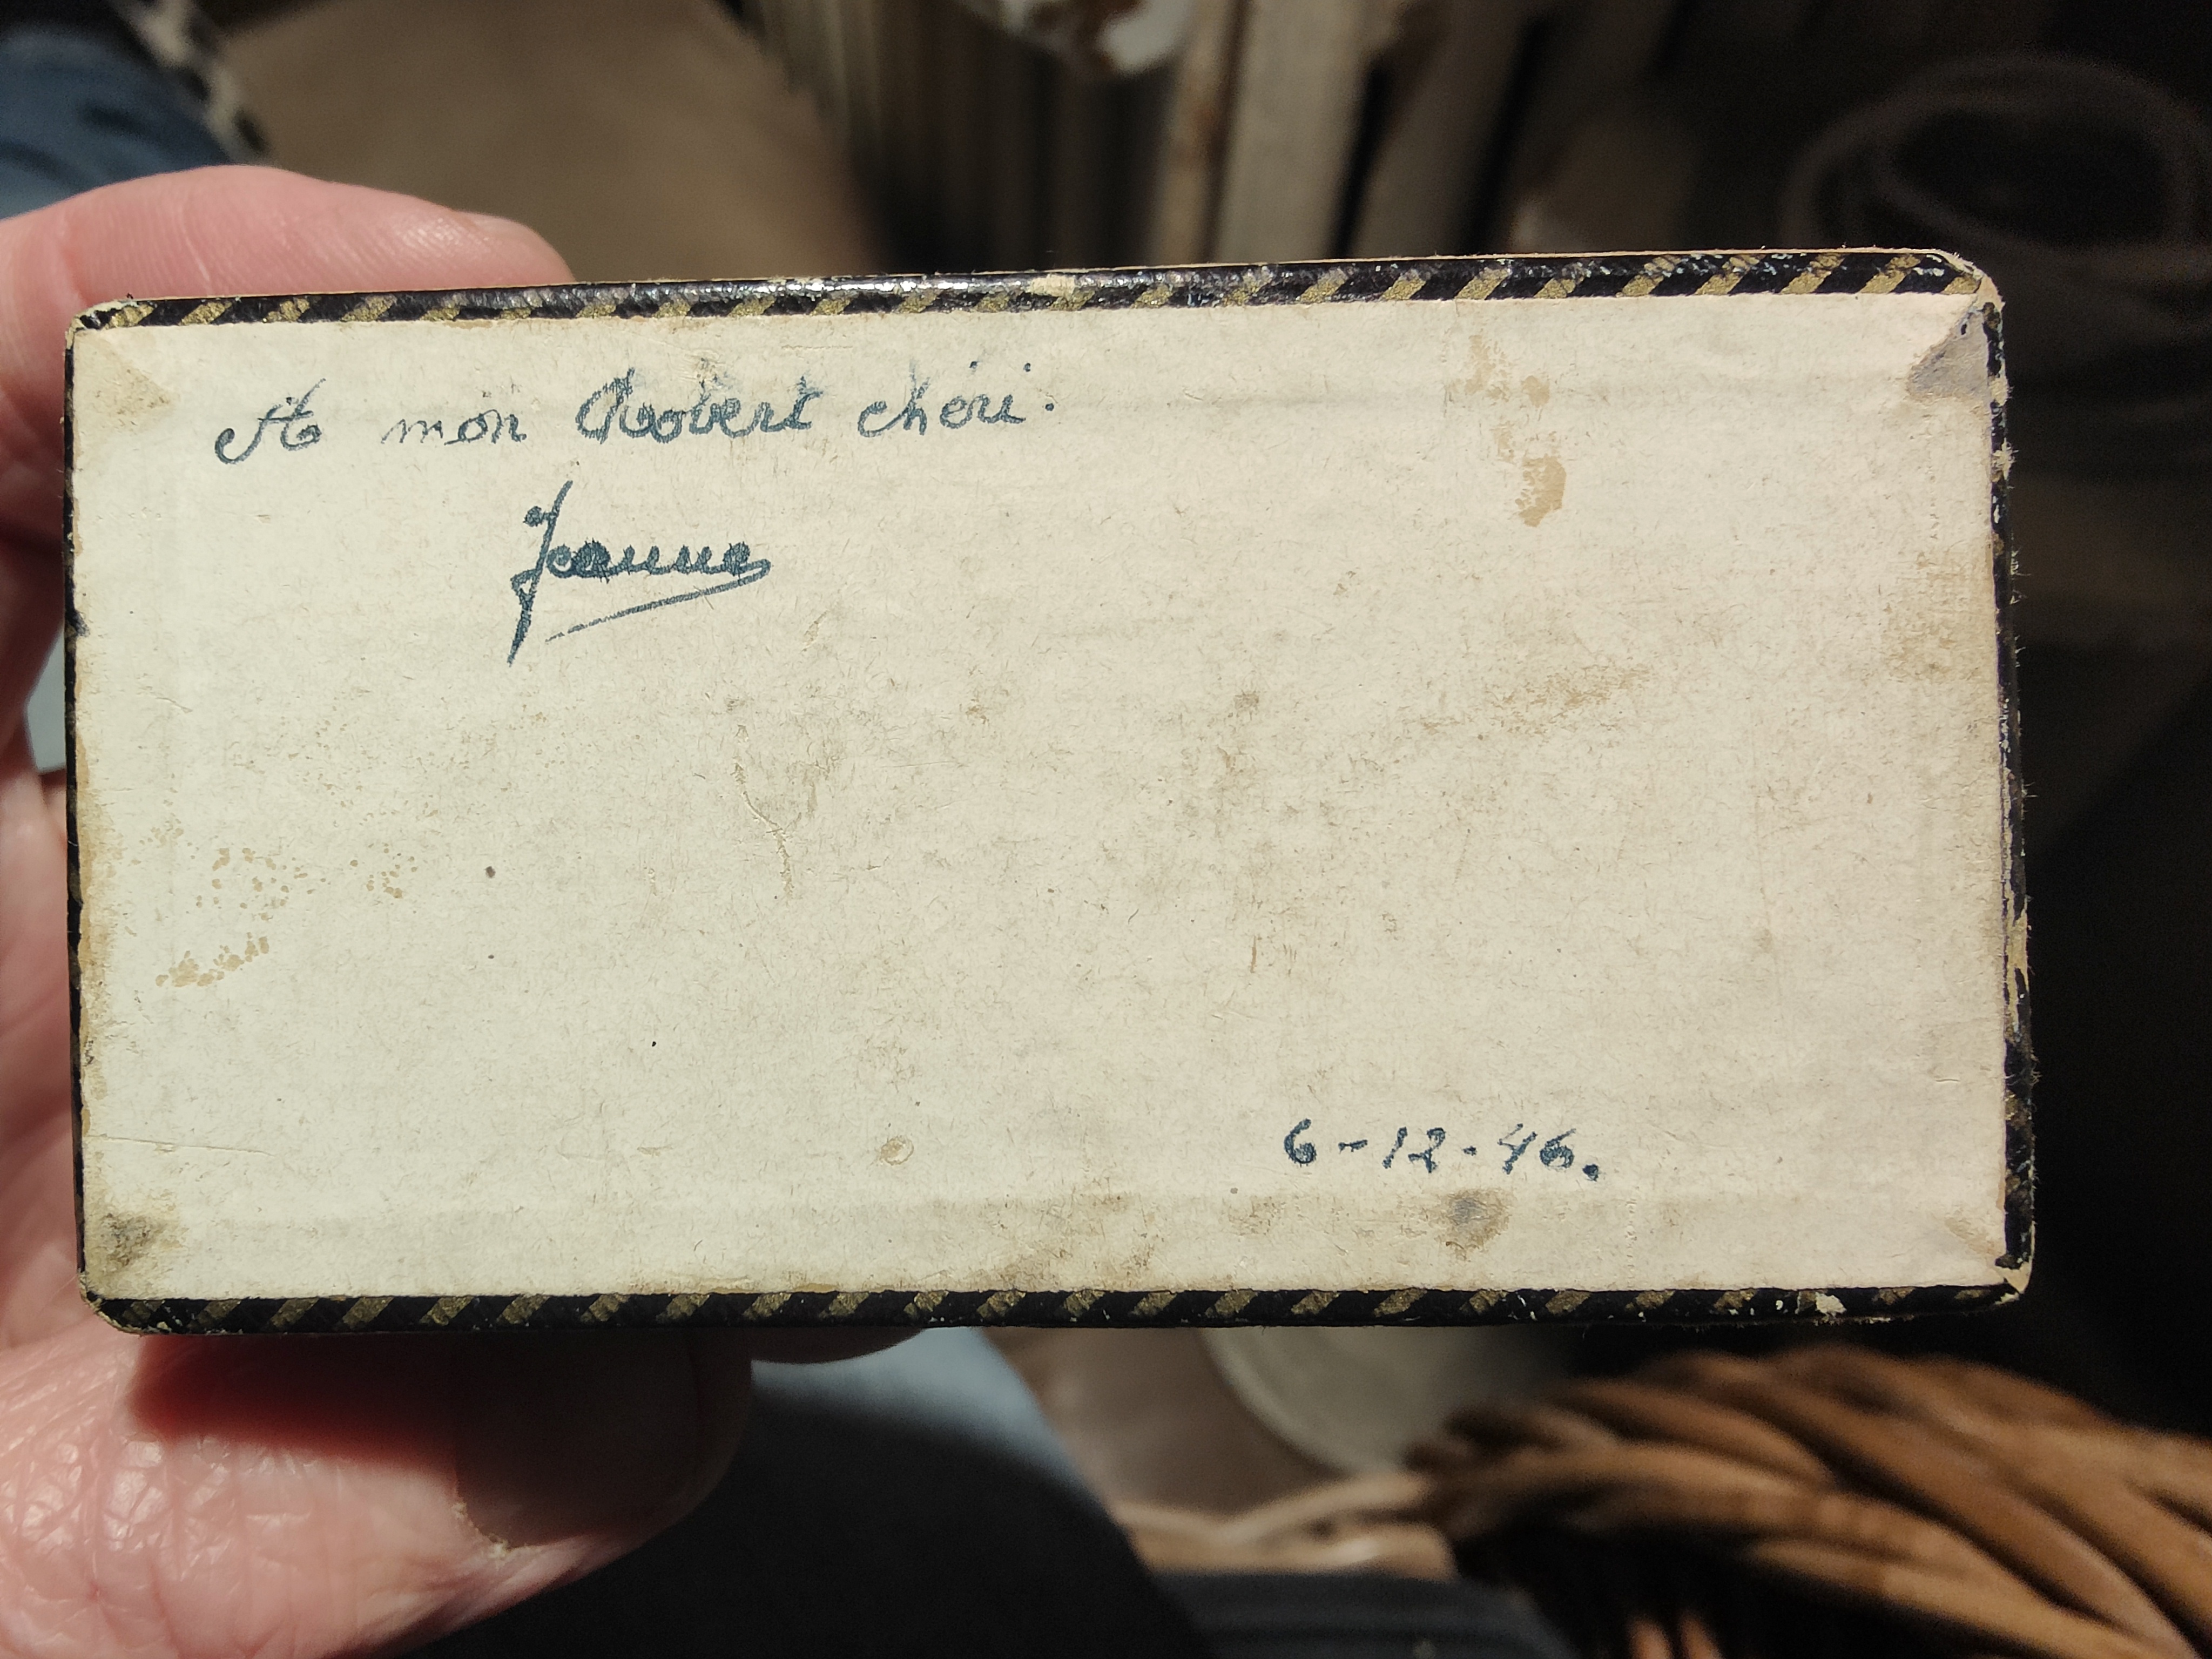 A mon Robert chéri.
Jeanne
6-12-46.